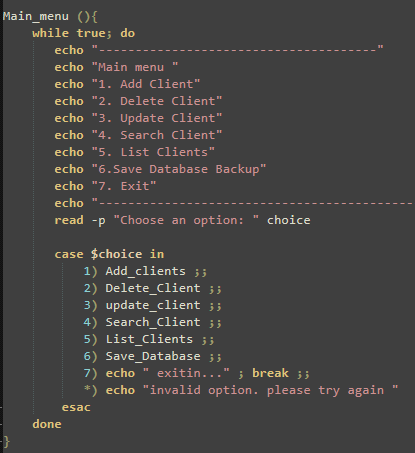 Main_menu (){
    while true; do
       echo "-------------------------------------"
       echo "Main menu "
       echo "1. Add Client"
       echo "2. Delete Client"
       echo "3. Update Client"
       echo "4. Search Client"
       echo "5. List Clients"
       echo "6.Save Database Backup"
       echo "7. Exit"
       echo "------------------------------------------
       read -p "Choose an option: " choice

       case $choice in
           1) Add_clients ;;
           2) Delete_Client ;;
           3) update_client ;;
           4) Search_Client ;;
           5) List_Clients ;;
           6) Save_Database ;;
           7) echo " exitin..." ; break ;;
           *) echo "invalid option. please try again "
        esac
    done
}